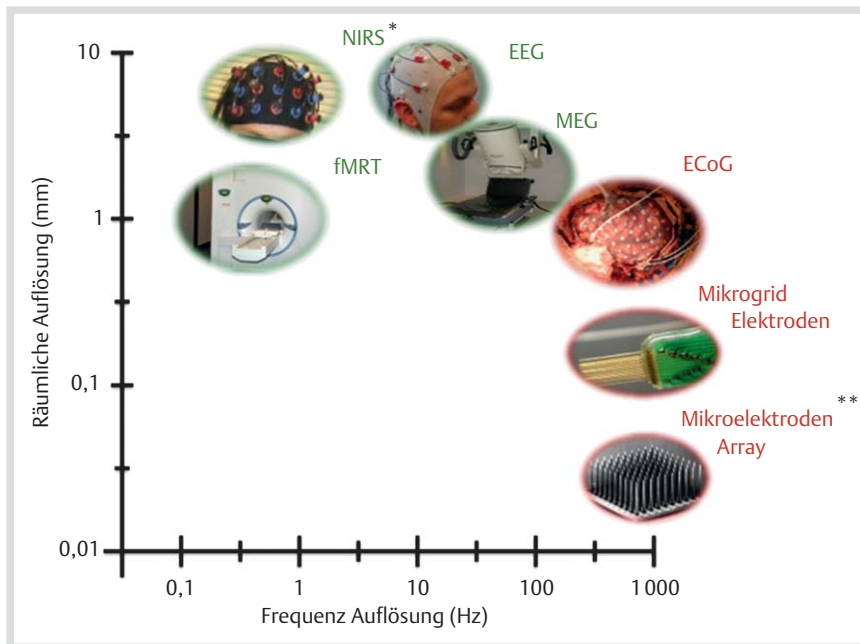 NIRS*
EEG
MEG
fMRT
ECoG
Mikrogrid
Elektroden
Mikroelektroden**
Array
Räumliche Auflösung (mm)
10
1
0,1
0,01
0,1 1 10 100 1 000
Frequenz Auflösung (Hz)